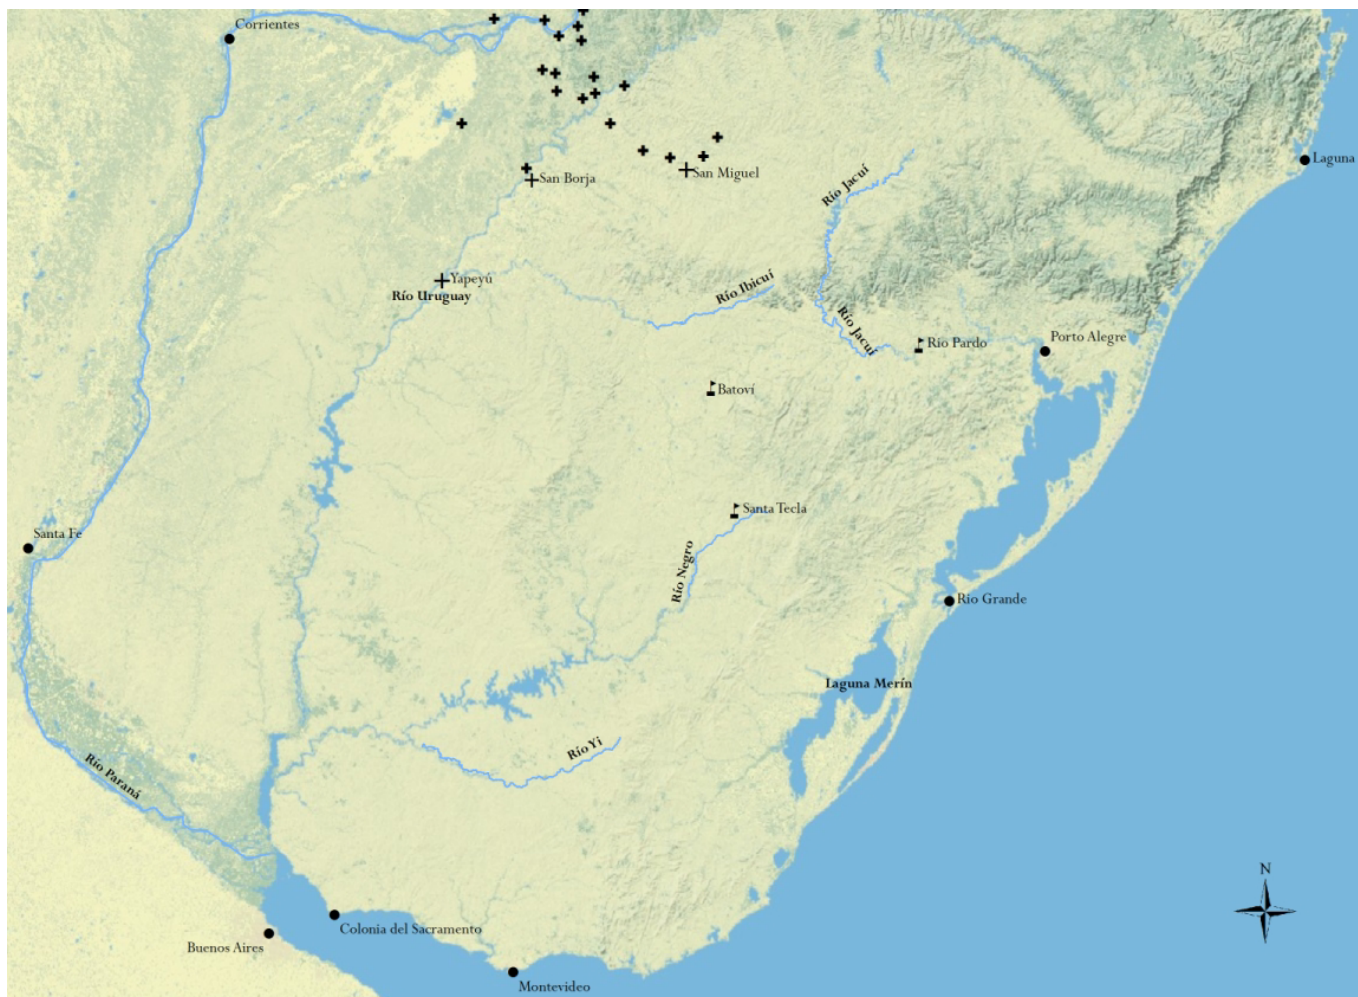 Corrientes
Laguna
San Borja
San Miguel
Río Jacuí
Yapeyú
Río Uruguay
Río Ibicuí
Río Jacuí
Río Pardo
Porto Alegre
Batoví
Santa Tecla
Santa Fe
Río Negro
Rio Grande
Laguna Merín
Río Yi
Río Paraná
N
Colonia del Sacramento
Buenos Aires
Montevideo